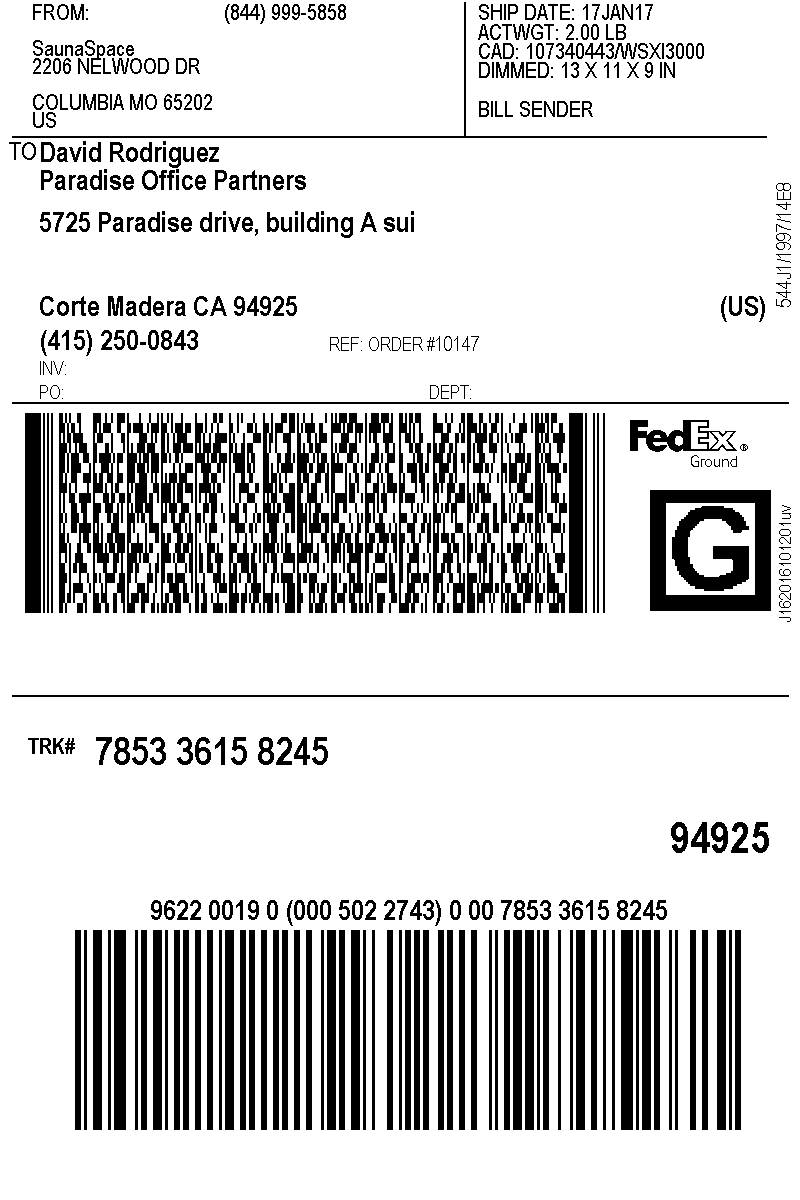 FROM: (844) 999-5858
SaunaSpace
2206 NELWOOD DR
COLUMBIA MO 65202
US
SHIP DATE: 17JAN17
ACTWGT: 2.00 LB
CAD: 107340443/WSXI3000
DIMMED: 13 X 11 X 9 IN
BILL SENDER
TO David Rodriguez
Paradise Office Partners
5725 Paradise drive, building A sui
Corte Madera CA 94925 (US)
(415) 250-0843 REF: ORDER #10147
INV:
PO: DEPT:
544J1/1997/14E8
FedEx®
Ground
G
J162016101201uv
TRK# 7853 3615 8245
94925
9622 0019 0 (000 502 2743) 0 00 7853 3615 8245